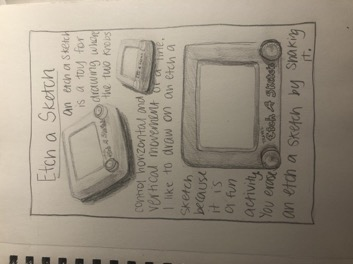 Etch a Sketch
an etch a sketch
is a toy for
drawing where
the two knobs
control horizontal and
vertical movement of a line.
I like to draw on an etch a
sketch
because
it is
a fun
activity
You erase
an etch a sketch by shaking
it.
Etch A Sketch